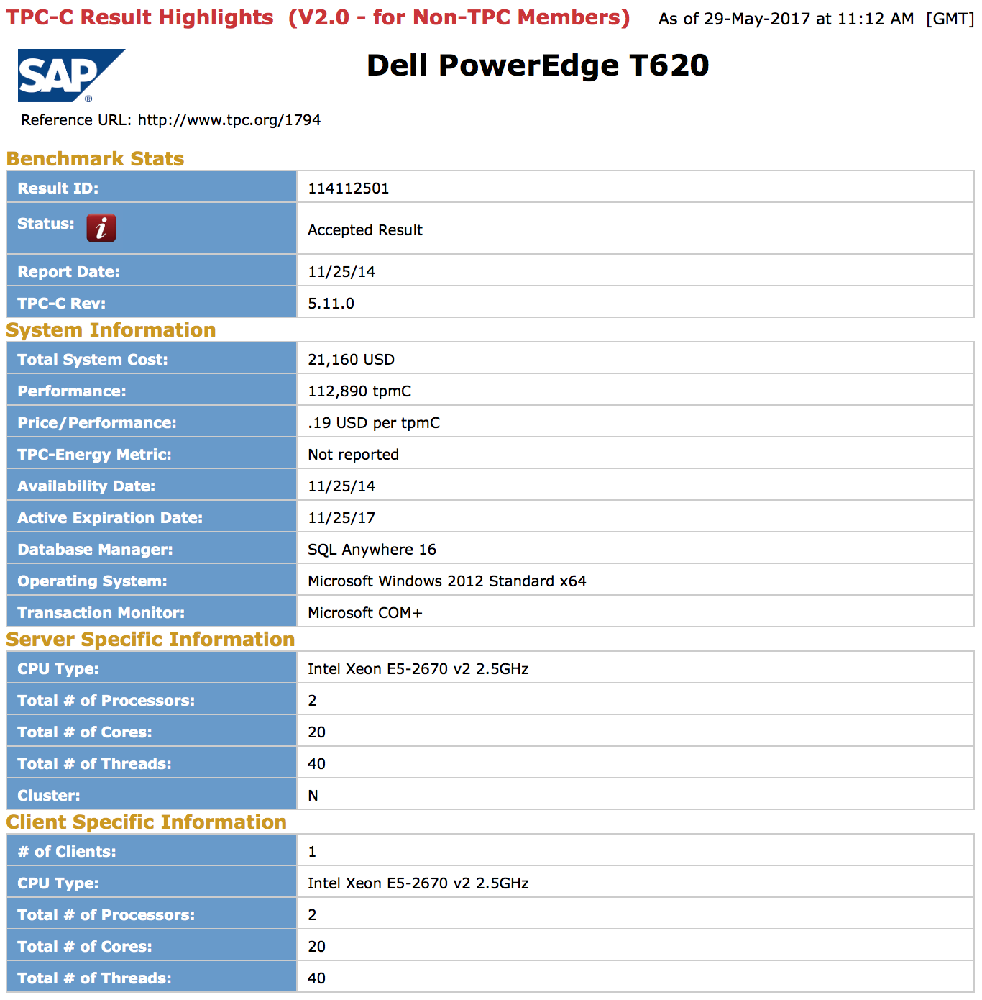 TPC-C Result Highlights (V2.0 - for Non-TPC Members) As of 29-May-2017 at 11:12 AM [GMT]
SAP ®
Dell PowerEdge T620
Reference URL: http://www.tpc.org/1794
Benchmark Stats
Result ID: 114112501
Status: i Accepted Result
Report Date: 11/25/14
TPC-C Rev: 5.11.0
System Information
Total System Cost: 21,160 USD
Performance: 112,890 tpmC
Price/Performance: .19 USD per tpmC
TPC-Energy Metric: Not reported
Availability Date: 11/25/14
Active Expiration Date: 11/25/17
Database Manager: SQL Anywhere 16
Operating System: Microsoft Windows 2012 Standard x64
Transaction Monitor: Microsoft COM+
Server Specific Information
CPU Type: Intel Xeon E5-2670 v2 2.5GHz
Total # of Processors: 2
Total # of Cores: 20
Total # of Threads: 40
Cluster: N
Client Specific Information
# of Clients: 1
CPU Type: Intel Xeon E5-2670 v2 2.5GHz
Total # of Processors: 2
Total # of Cores: 20
Total # of Threads: 40